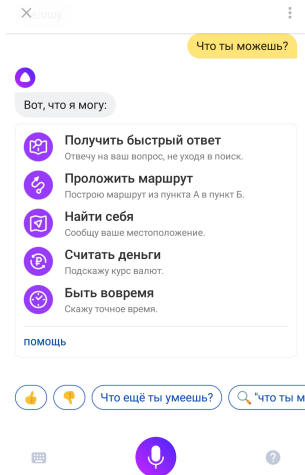 Что ты можешь?
Вот, что я могу:
Получить быстрый ответ
Отвечу на ваш вопрос, не уходя в поиск.
Проложить маршрут
Построю маршрут из пункта А в пункт Б.
Найти себя
Сообщу ваше местоположение.
Считать деньги
Подскажу курс валют.
Быть вовремя
Скажу точное время.
помощь
Что ещё ты умеешь? "что ты м